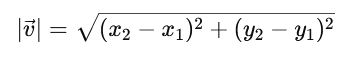 |v⃗| = √(x₂ − x₁)² + (y₂ − y₁)²